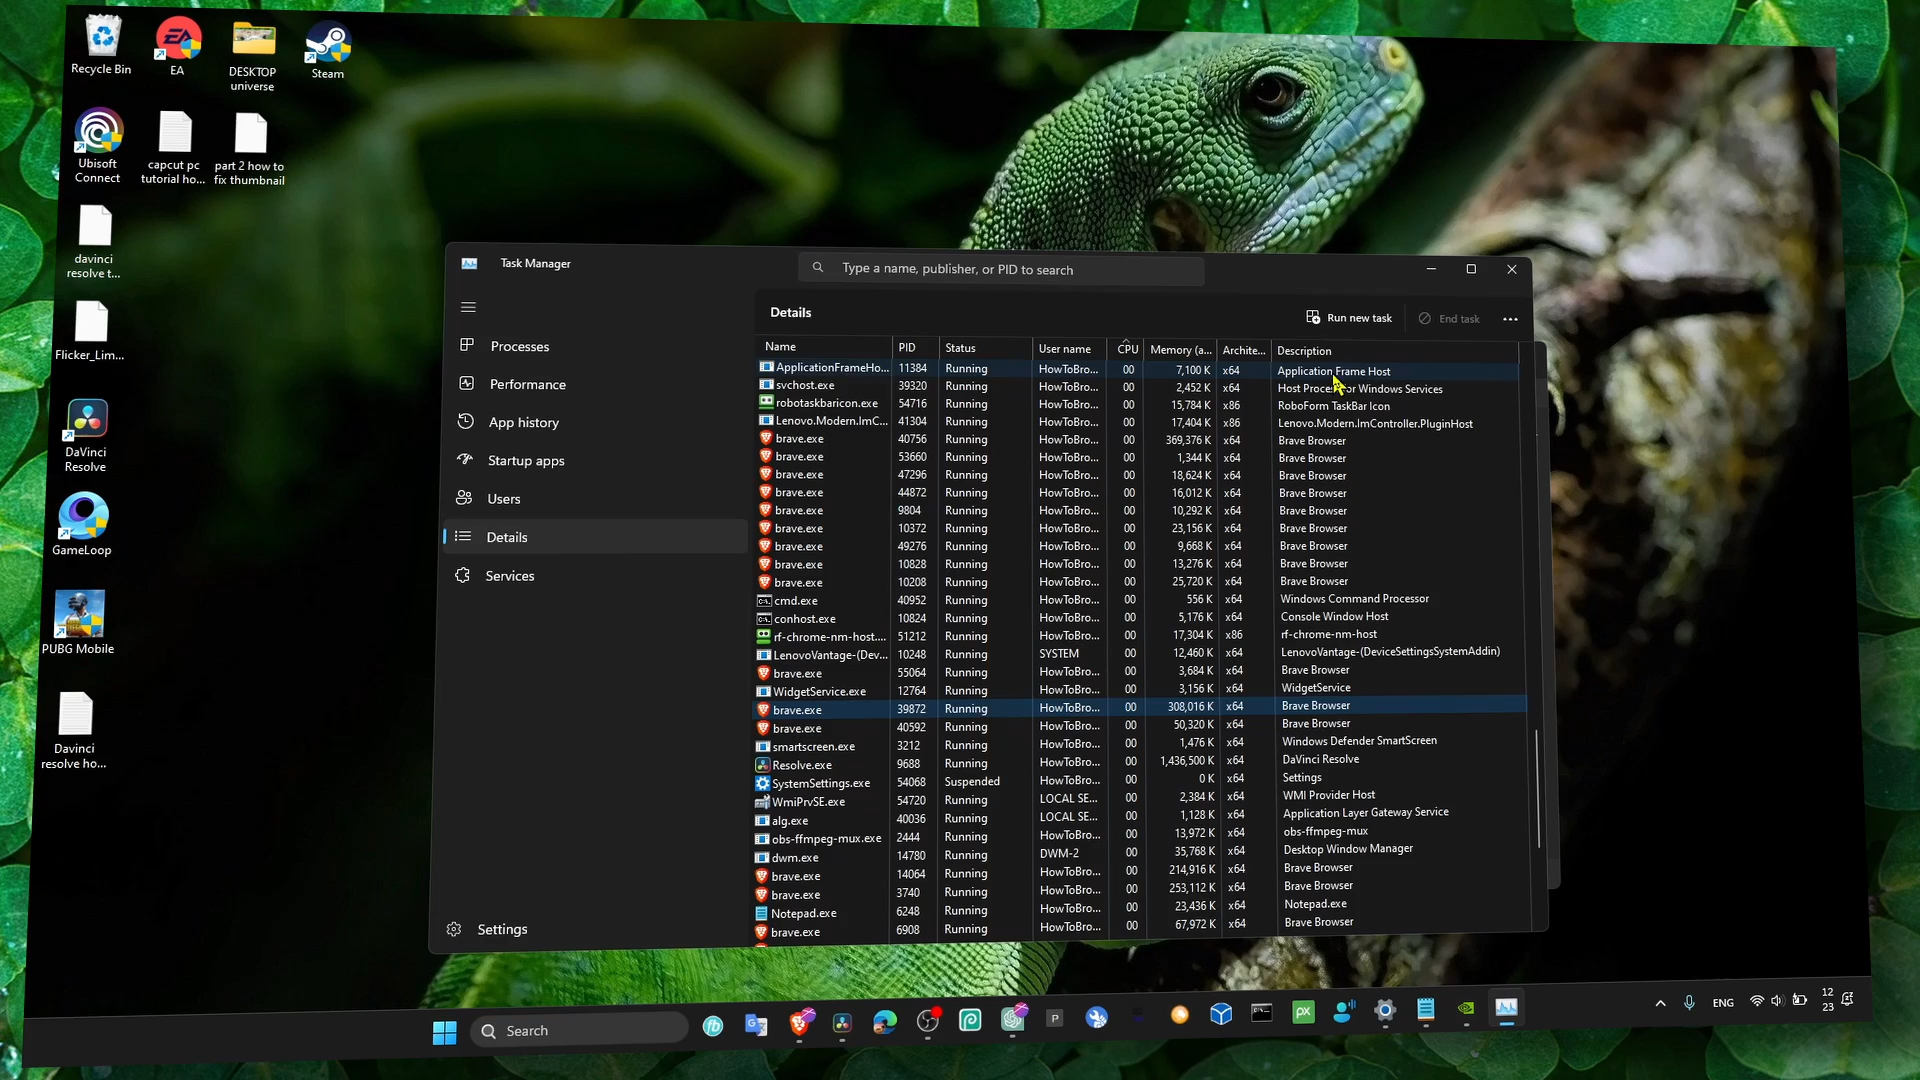 Recycle Bin
EA
DESKTOP
universe
Steam
Ubisoft
Connect
capcut pc
tutorial ho...
part 2 how to
fix thumbnail
davinci
resolve t...
Flicker_Lim...
DaVinci
Resolve
GameLoop
PUBG Mobile
Davinci
resolve ho...
Task Manager
Type a name, publisher, or PID to search
Processes
Performance
App history
Startup apps
Users
Details
Services
Settings
Details
Run new task
End task
Name PID Status User name CPU Memory (a... Archite... Description
ApplicationFrameHo... 11384 Running HowToBro... 00 7,100 K x64 Application Frame Host
svchost.exe 39320 Running HowToBro... 00 2,452 K x64 Host Process for Windows Services
robotaskbaricon.exe 54716 Running HowToBro... 00 15,784 K x86 RoboForm TaskBar Icon
Lenovo.Modern.ImC... 41304 Running HowToBro... 00 17,404 K x86 Lenovo.Modern.ImController.PluginHost
brave.exe 40756 Running HowToBro... 00 369,376 K x64 Brave Browser
brave.exe 53660 Running HowToBro... 00 1,344 K x64 Brave Browser
brave.exe 47296 Running HowToBro... 00 18,624 K x64 Brave Browser
brave.exe 44872 Running HowToBro... 00 16,012 K x64 Brave Browser
brave.exe 9804 Running HowToBro... 00 10,292 K x64 Brave Browser
brave.exe 10372 Running HowToBro... 00 23,156 K x64 Brave Browser
brave.exe 49276 Running HowToBro... 00 9,668 K x64 Brave Browser
brave.exe 10828 Running HowToBro... 00 13,276 K x64 Brave Browser
brave.exe 10208 Running HowToBro... 00 25,720 K x64 Brave Browser
cmd.exe 40952 Running HowToBro... 00 556 K x64 Windows Command Processor
conhost.exe 10824 Running HowToBro... 00 5,176 K x64 Console Window Host
rf-chrome-nm-host.... 51212 Running HowToBro... 00 17,304 K x86 rf-chrome-nm-host
LenovoVantage-(Dev... 10248 Running SYSTEM 00 12,460 K x64 LenovoVantage-(DeviceSettingsSystemAddin)
brave.exe 55064 Running HowToBro... 00 3,684 K x64 Brave Browser
WidgetService.exe 12764 Running HowToBro... 00 3,156 K x64 WidgetService
brave.exe 39872 Running HowToBro... 00 308,016 K x64 Brave Browser
brave.exe 40592 Running HowToBro... 00 50,320 K x64 Brave Browser
smartscreen.exe 3212 Running HowToBro... 00 1,476 K x64 Windows Defender SmartScreen
Resolve.exe 9688 Running HowToBro... 00 1,436,500 K x64 DaVinci Resolve
SystemSettings.exe 54068 Suspended HowToBro... 00 0 K x64 Settings
WmiPrvSE.exe 54720 Running LOCAL SE... 00 2,384 K x64 WMI Provider Host
alg.exe 40036 Running LOCAL SE... 00 1,128 K x64 Application Layer Gateway Service
obs-ffmpeg-mux.exe 2444 Running HowToBro... 00 13,972 K x64 obs-ffmpeg-mux
dwm.exe 14780 Running DWM-2 00 35,768 K x64 Desktop Window Manager
brave.exe 14064 Running HowToBro... 00 214,916 K x64 Brave Browser
brave.exe 3740 Running HowToBro... 00 253,112 K x64 Brave Browser
Notepad.exe 6248 Running HowToBro... 00 23,436 K x64 Notepad.exe
brave.exe 6908 Running HowToBro... 00 67,972 K x64 Brave Browser
Search
ENG
12
23